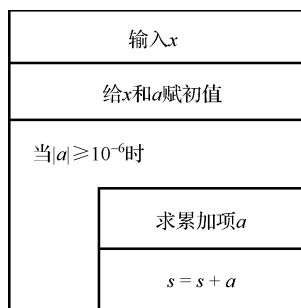 输入x
给x和a赋初值
当|a|≥10⁻⁶时
求累加项a
s = s + a